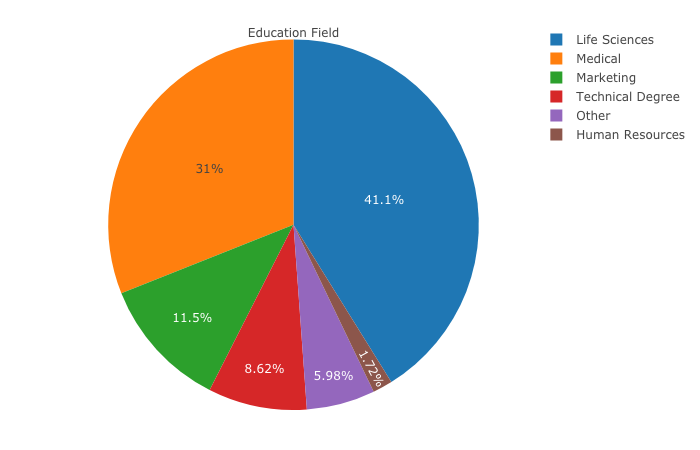 Education Field
Life Sciences
Medical
Marketing
Technical Degree
Other
Human Resources
31%
41.1%
11.5%
8.62%
5.98%
1.72%